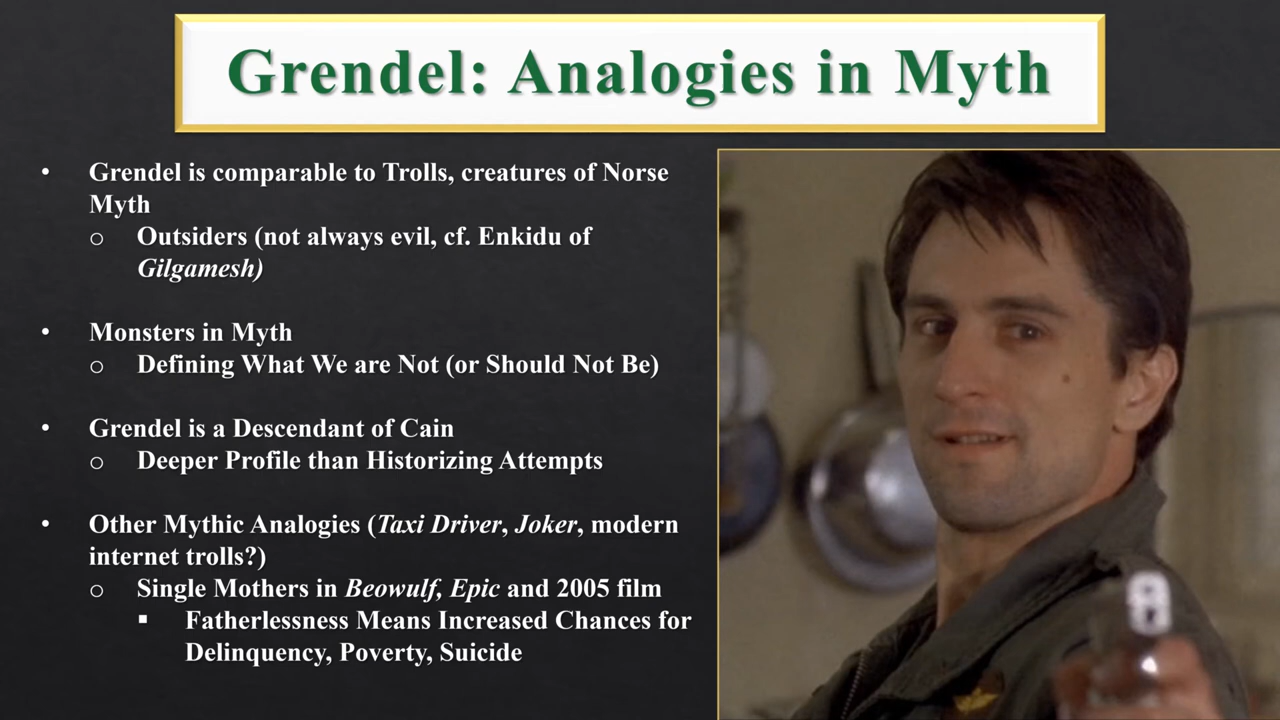 Grendel: Analogies in Myth
• Grendel is comparable to Trolls, creatures of Norse
Myth
o Outsiders (not always evil, cf. Enkidu of
Gilgamesh)
• Monsters in Myth
o Defining What We are Not (or Should Not Be)
• Grendel is a Descendant of Cain
o Deeper Profile than Historizing Attempts
• Other Mythic Analogies (Taxi Driver, Joker, modern
internet trolls?)
o Single Mothers in Beowulf, Epic and 2005 film
▪ Fatherlessness Means Increased Chances for
Delinquency, Poverty, Suicide